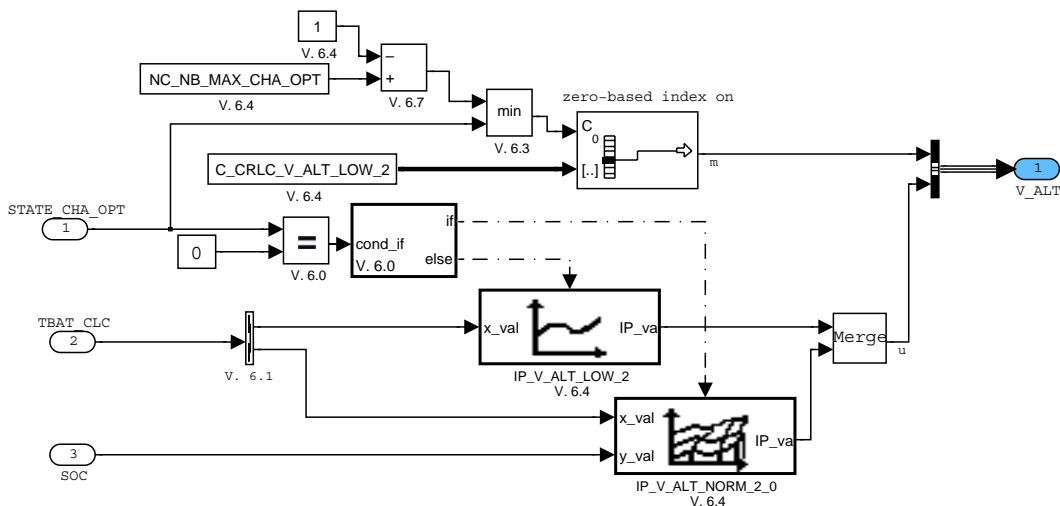 1
V. 6.4
−
+
NC_NB_MAX_CHA_OPT
V. 6.4
V. 6.7
min
V. 6.3
zero-based index on
C
0
[..]
m
C_CRLC_V_ALT_LOW_2
V. 6.4
1
V_ALT
STATE_CHA_OPT
1
0
=
V. 6.0
if
cond_if
V. 6.0
else
TBAT_CLC
2
V. 6.1
x_val
IP_va
IP_V_ALT_LOW_2
V. 6.4
Merge
u
x_val
y_val
IP_va
IP_V_ALT_NORM_2_0
V. 6.4
3
SOC